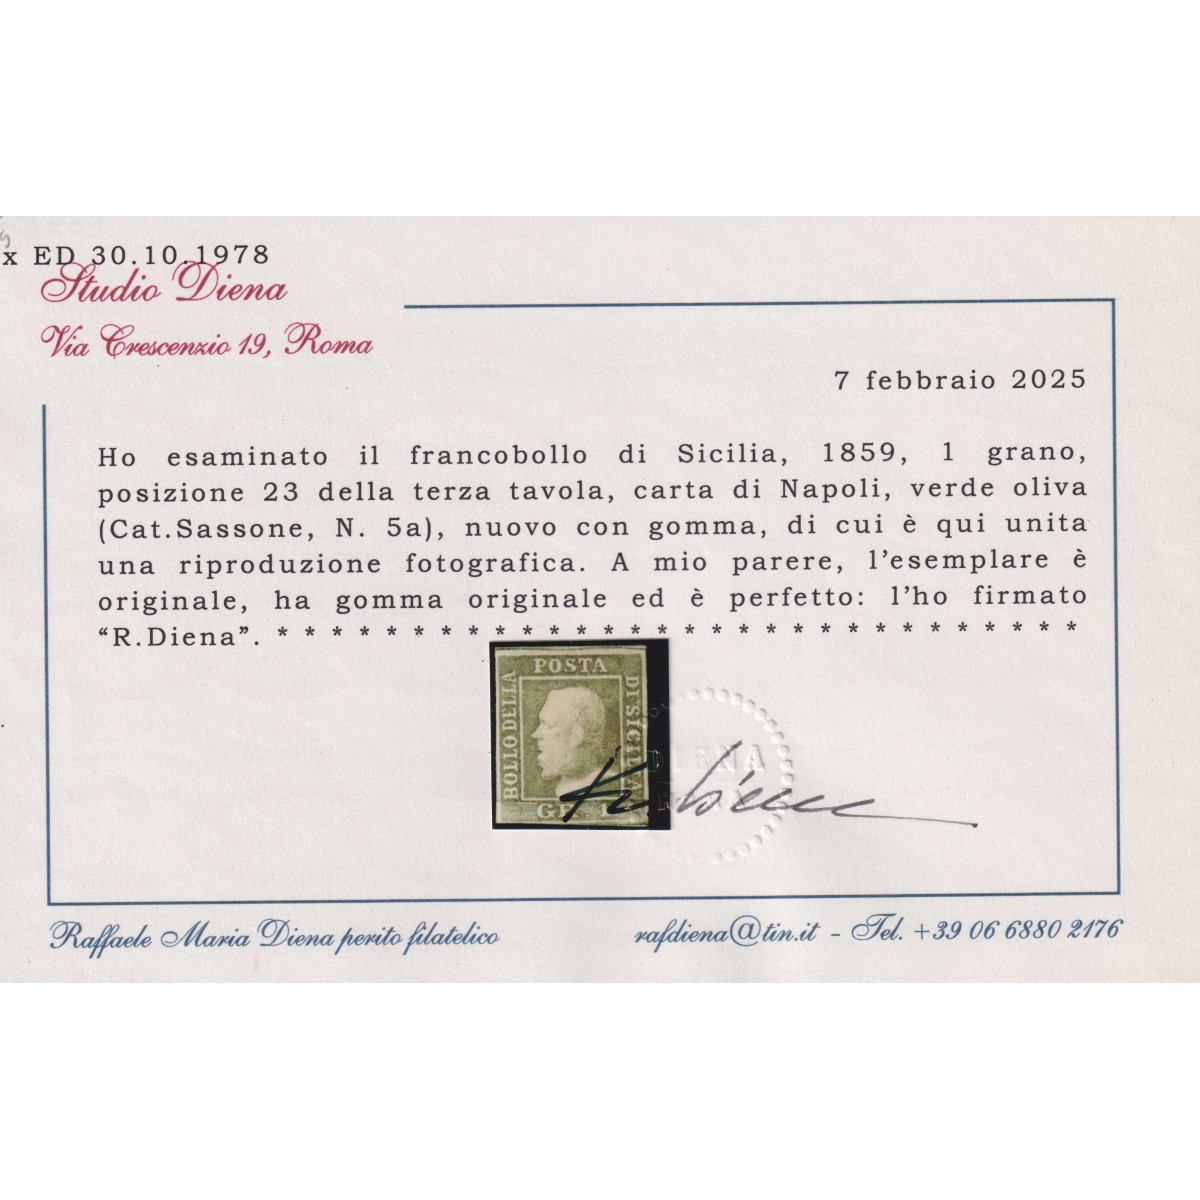 x ED 30.10.1978
Studio Diena
Via Crescenzio 19, Roma
7 febbraio 2025
Ho esaminato il francobollo di Sicilia, 1859, 1 grano,
posizione 23 della terza tavola, carta di Napoli, verde oliva
(Cat.Sassone, N. 5a), nuovo con gomma, di cui è qui unita
una riproduzione fotografica. A mio parere, l'esemplare è
originale, ha gomma originale ed è perfetto: l'ho firmato
“R.Diena”. * * * * * * * * * * * * * * * * * * * * * * * * * * * * * *
POSTA
BOLLO DELLA
DI SICILIA
GR.
DIENA
R. Diena
Raffaele Maria Diena perito filatelico
rafdiena@tin.it - Tel. +39 06 6880 2176